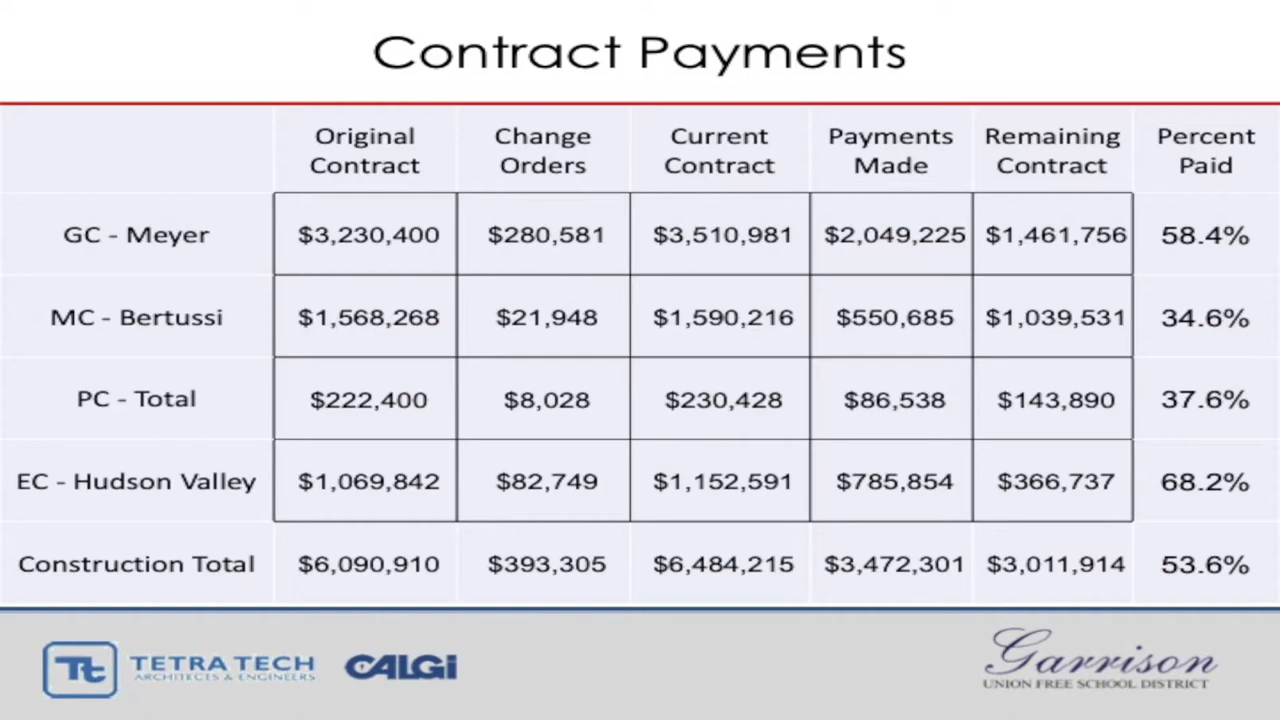 Contract Payments
Original Contract Change Orders Current Contract Payments Made Remaining Contract Percent Paid
GC - Meyer $3,230,400 $280,581 $3,510,981 $2,049,225 $1,461,756 58.4%
MC - Bertussi $1,568,268 $21,948 $1,590,216 $550,685 $1,039,531 34.6%
PC - Total $222,400 $8,028 $230,428 $86,538 $143,890 37.6%
EC - Hudson Valley $1,069,842 $82,749 $1,152,591 $785,854 $366,737 68.2%
Construction Total $6,090,910 $393,305 $6,484,215 $3,472,301 $3,011,914 53.6%
Tt TETRA TECH
ARCHITECTS & ENGINEERS
CALGI
Garrison
UNION FREE SCHOOL DISTRICT